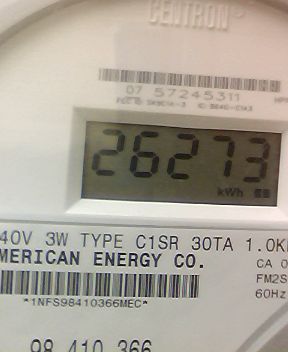 CENTRON®
07 57245311
26273
kWh
40V 3W TYPE C1SR 30TA 1.0K
MERICAN ENERGY CO.
CA 0
FM2S
*1NFS98410366MEC*
60Hz
98 410 366